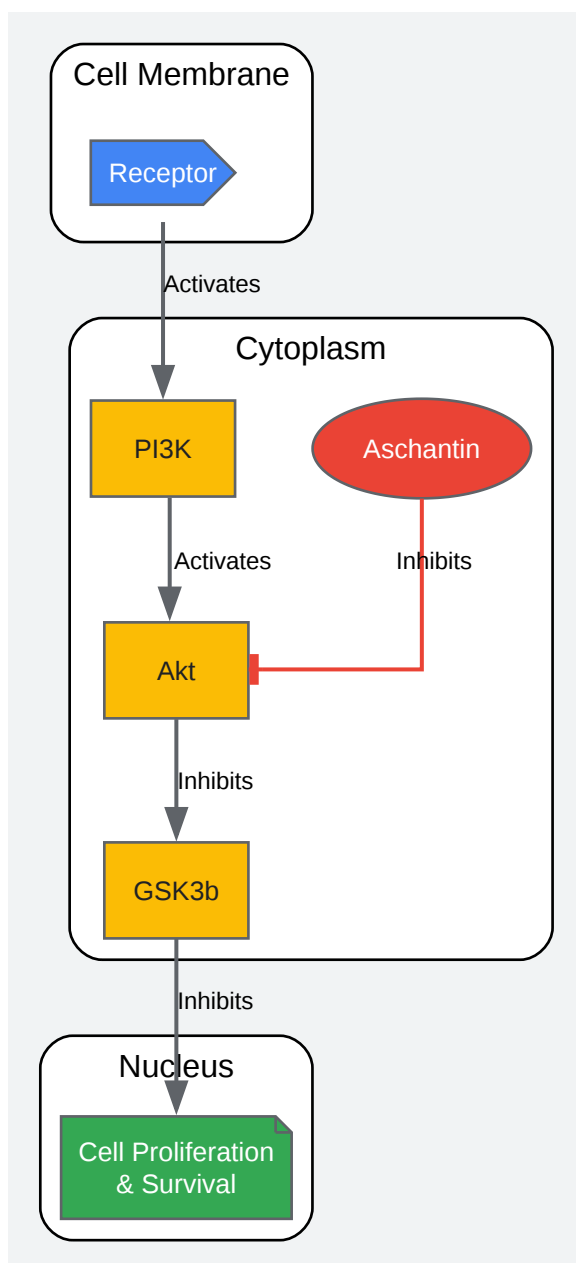 Cell Membrane
Receptor
Activates
Cytoplasm
PI3K
Aschantin
Activates
Inhibits
Akt
Inhibits
GSK3b
Inhibits
Nucleus
Cell Proliferation
& Survival